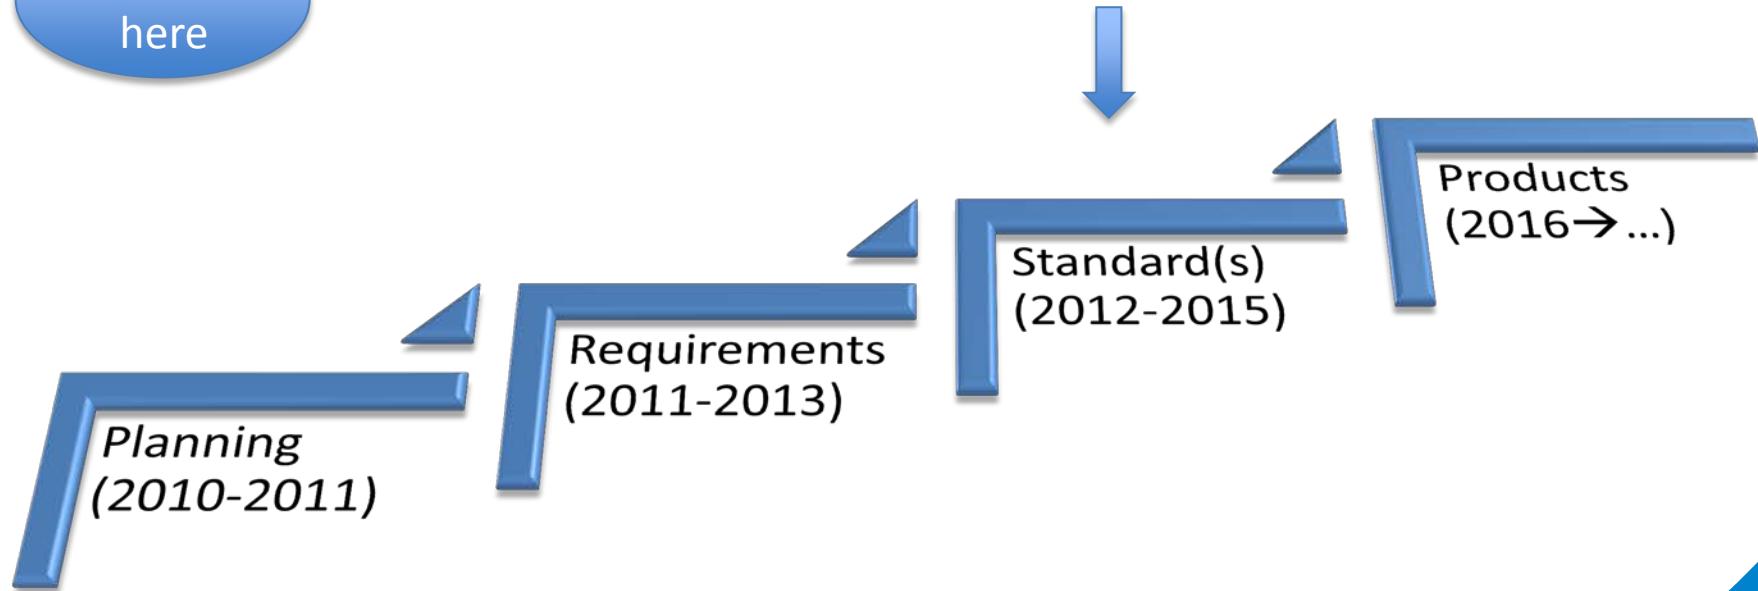 here
Products
(2016→...)
Standard(s)
(2012-2015)
Requirements
(2011-2013)
Planning
(2010-2011)